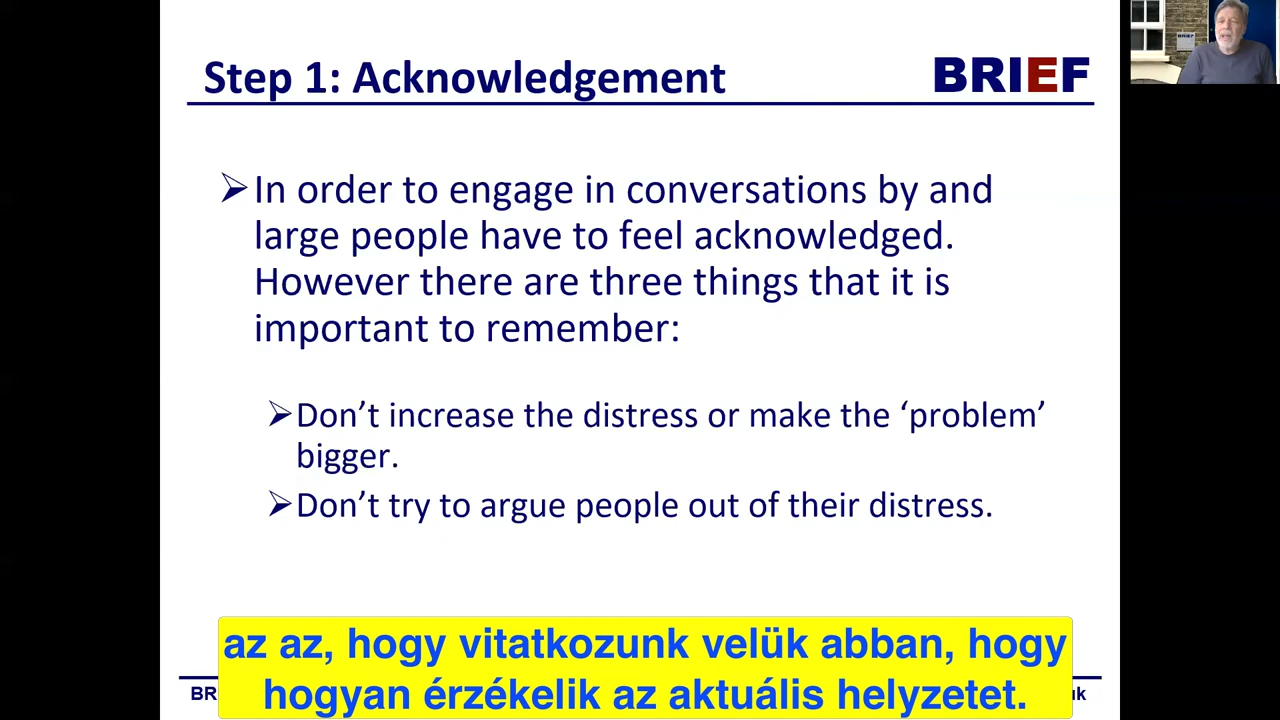 Step 1: Acknowledgement
BRIEF
BRIEF
➢In order to engage in conversations by and
large people have to feel acknowledged.
However there are three things that it is
important to remember:
➢Don’t increase the distress or make the ‘problem’
bigger.
➢Don’t try to argue people out of their distress.
az az, hogy vitatkozunk velük abban, hogy
hogyan érzékelik az aktuális helyzetet.